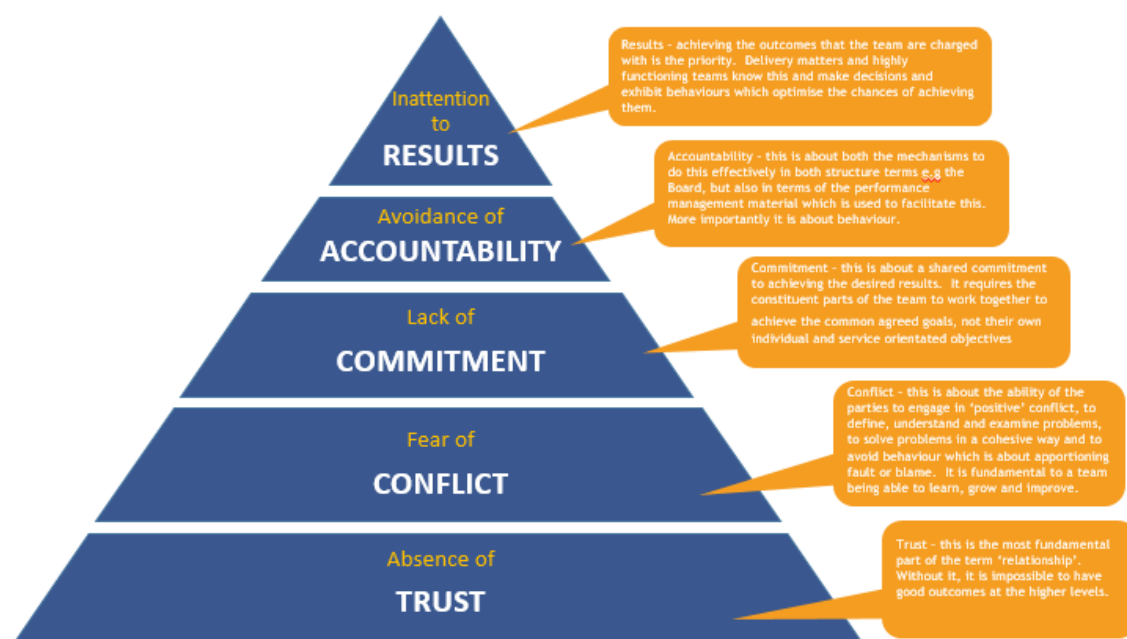 Inattention
to
RESULTS
Results - achieving the outcomes that the team are charged
with is the priority. Delivery matters and highly
functioning teams know this and make decisions and
exhibit behaviours which optimise the chances of achieving
them.
Avoidance of
ACCOUNTABILITY
Accountability - this is about both the mechanisms to
do this effectively in both structure terms e.g the
Board, but also in terms of the performance
management material which is used to facilitate this.
More importantly it is about behaviour.
Lack of
COMMITMENT
Commitment - this is about a shared commitment
to achieving the desired results. It requires the
constituent parts of the team to work together to
achieve the common agreed goals, not their own
individual and service orientated objectives
Fear of
CONFLICT
Conflict - this is about the ability of the
parties to engage in ‘positive’ conflict, to
define, understand and examine problems,
to solve problems in a cohesive way and to
avoid behaviour which is about apportioning
fault or blame. It is fundamental to a team
being able to learn, grow and improve.
Absence of
TRUST
Trust - this is the most fundamental
part of the term ‘relationship’.
Without it, it is impossible to have
good outcomes at the higher levels.